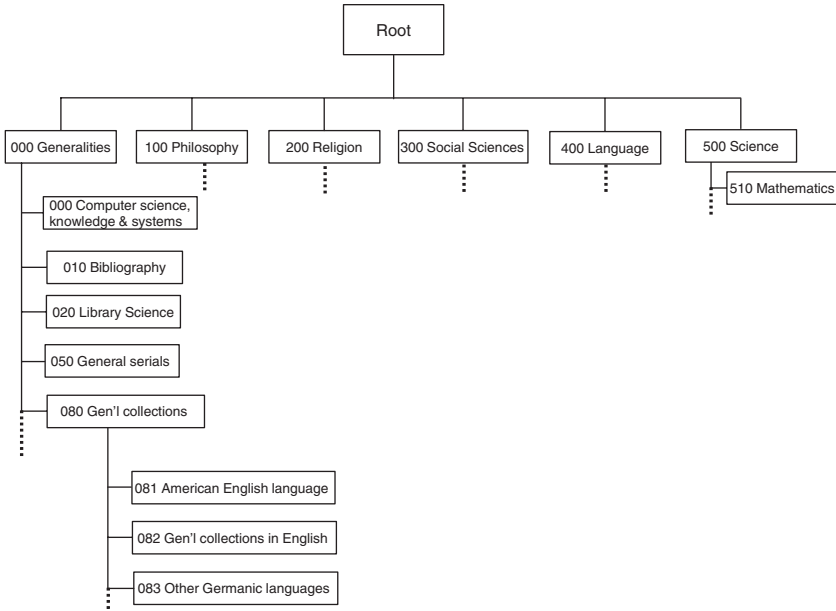 Root
000 Generalities
100 Philosophy
200 Religion
300 Social Sciences
400 Language
500 Science
510 Mathematics
000 Computer science,
knowledge & systems
010 Bibliography
020 Library Science
050 General serials
080 Gen'l collections
081 American English language
082 Gen'l collections in English
083 Other Germanic languages